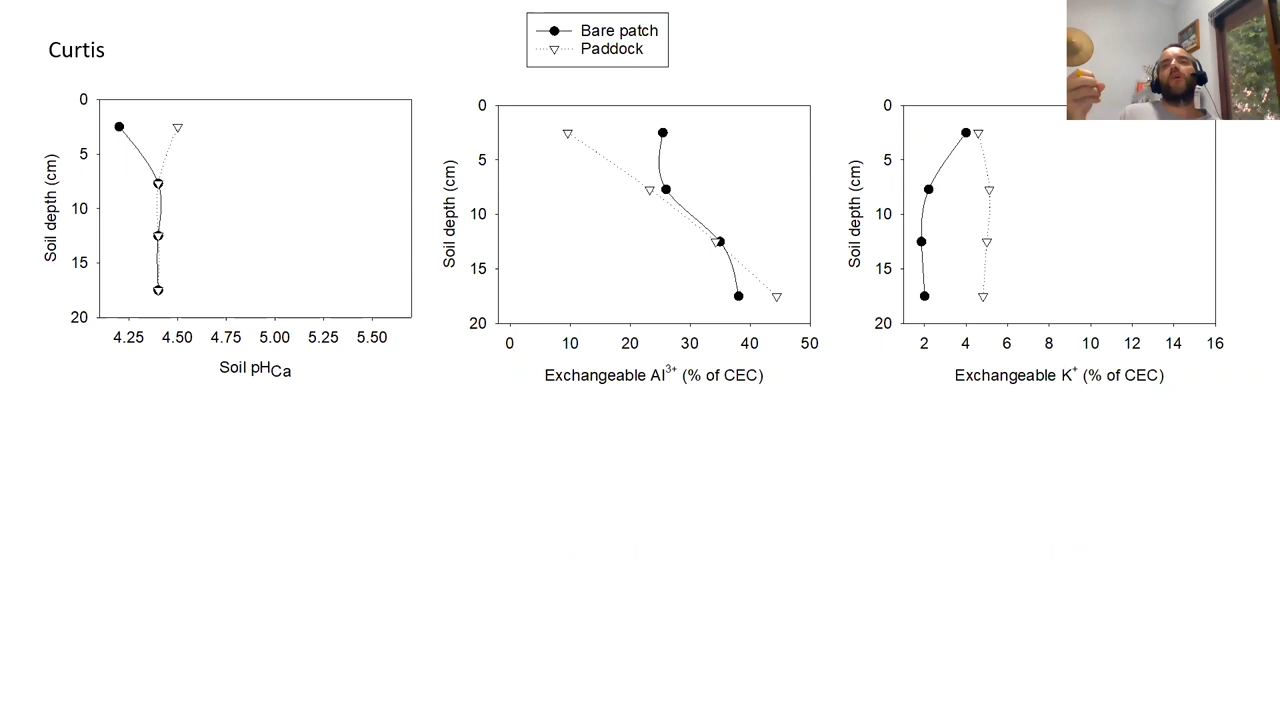 Curtis
Bare patch
Paddock
0
5
10
15
20
Soil depth (cm)
4.25 4.50 4.75 5.00 5.25 5.50
Soil pHCa
0
5
10
15
20
Soil depth (cm)
0 10 20 30 40 50
Exchangeable Al3+ (% of CEC)
0
5
10
15
20
Soil depth (cm)
2 4 6 8 10 12 14 16
Exchangeable K+ (% of CEC)